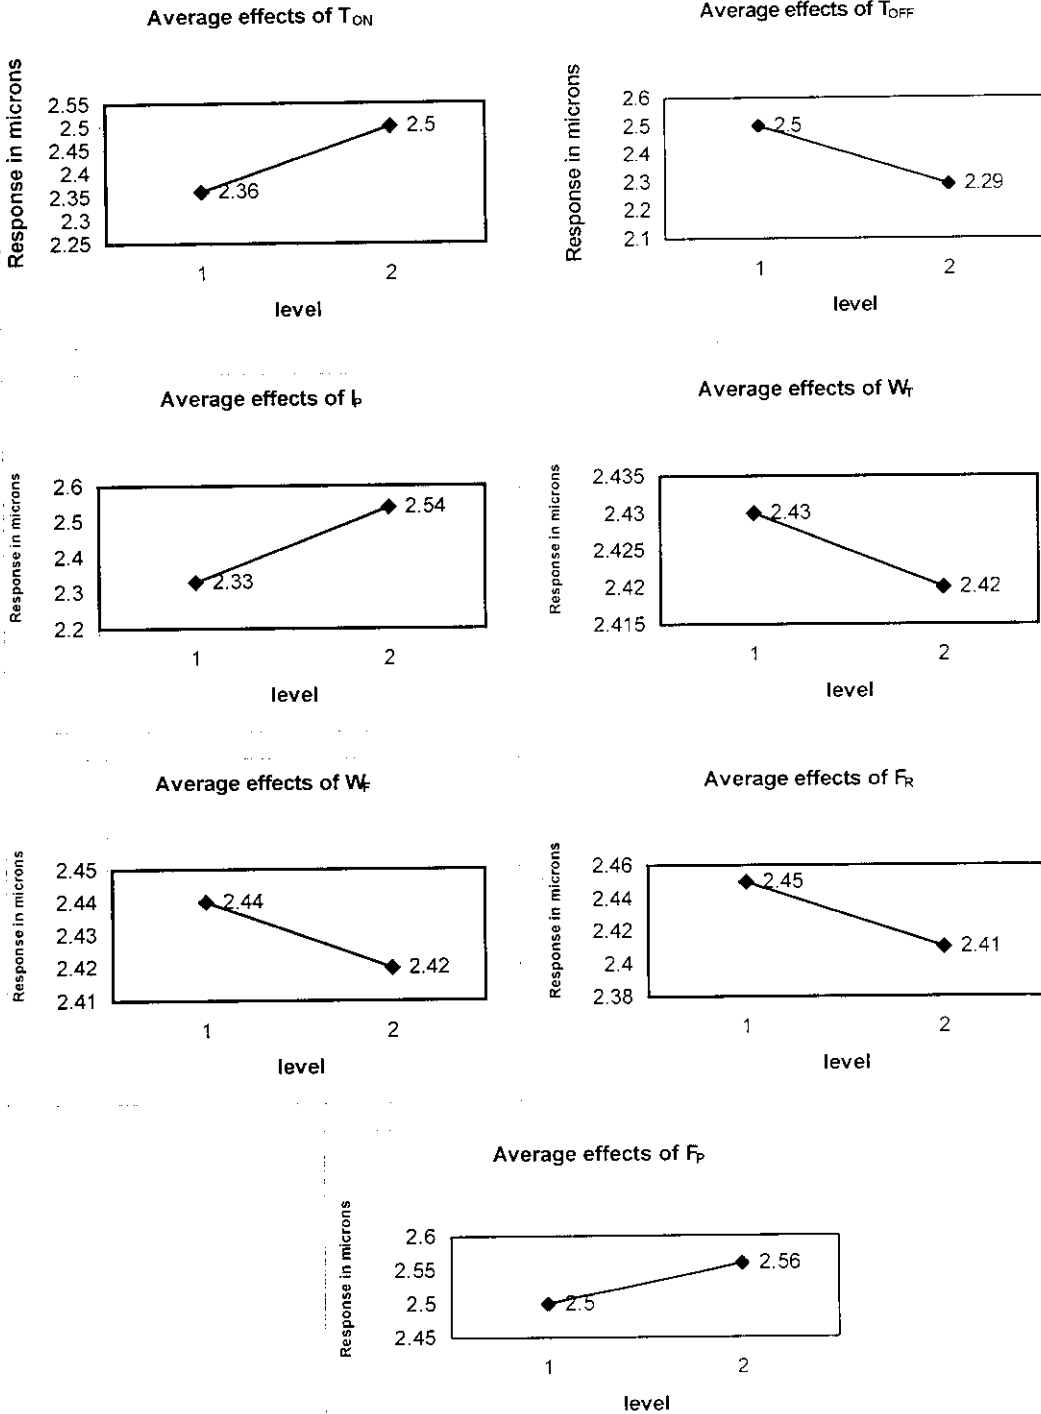 Average effects of TON
Response in microns
2.55
2.5
2.45
2.4
2.35
2.3
2.25
2.36
2.5
1 2
level
Average effects of TOFF
Response in microns
2.6
2.5
2.4
2.3
2.2
2.1
2.5
2.29
1 2
level
Average effects of IP
Response in microns
2.6
2.5
2.4
2.3
2.2
2.33
2.54
1 2
level
Average effects of WT
Response in microns
2.435
2.43
2.425
2.42
2.415
2.43
2.42
1 2
level
Average effects of WF
Response in microns
2.45
2.44
2.43
2.42
2.41
2.44
2.42
1 2
level
Average effects of FR
Response in microns
2.46
2.44
2.42
2.4
2.38
2.45
2.41
1 2
level
Average effects of FP
Response in microns
2.6
2.55
2.5
2.45
2.5
2.56
1 2
level